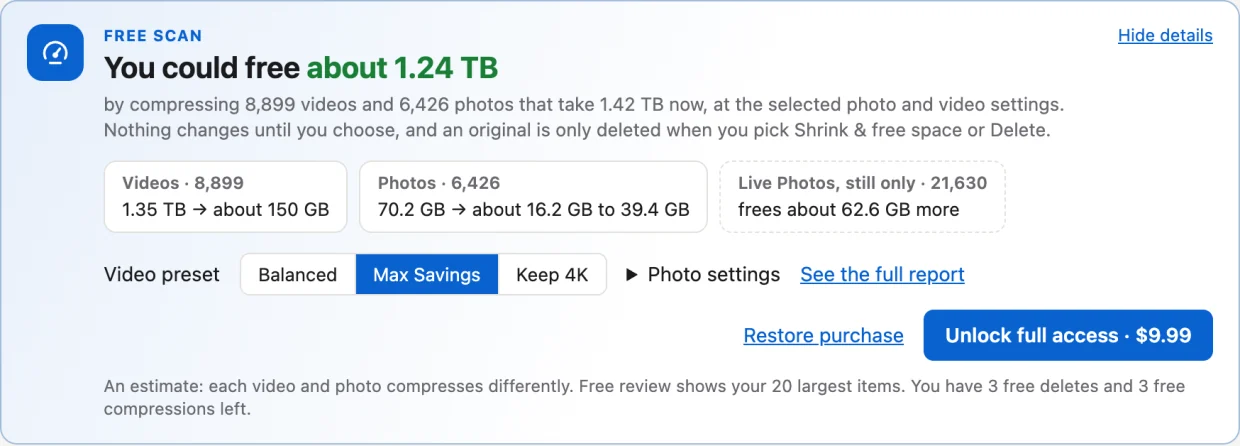 FREE SCAN
Hide details
You could free about 1.24 TB
by compressing 8,899 videos and 6,426 photos that take 1.42 TB now, at the selected photo and video settings.
Nothing changes until you choose, and an original is only deleted when you pick Shrink & free space or Delete.
Videos · 8,899
1.35 TB → about 150 GB
Photos · 6,426
70.2 GB → about 16.2 GB to 39.4 GB
Live Photos, still only · 21,630
frees about 62.6 GB more
Video preset
Balanced
Max Savings
Keep 4K
▶ Photo settings
See the full report
Restore purchase
Unlock full access · $9.99
An estimate: each video and photo compresses differently. Free review shows your 20 largest items. You have 3 free deletes and 3 free
compressions left.